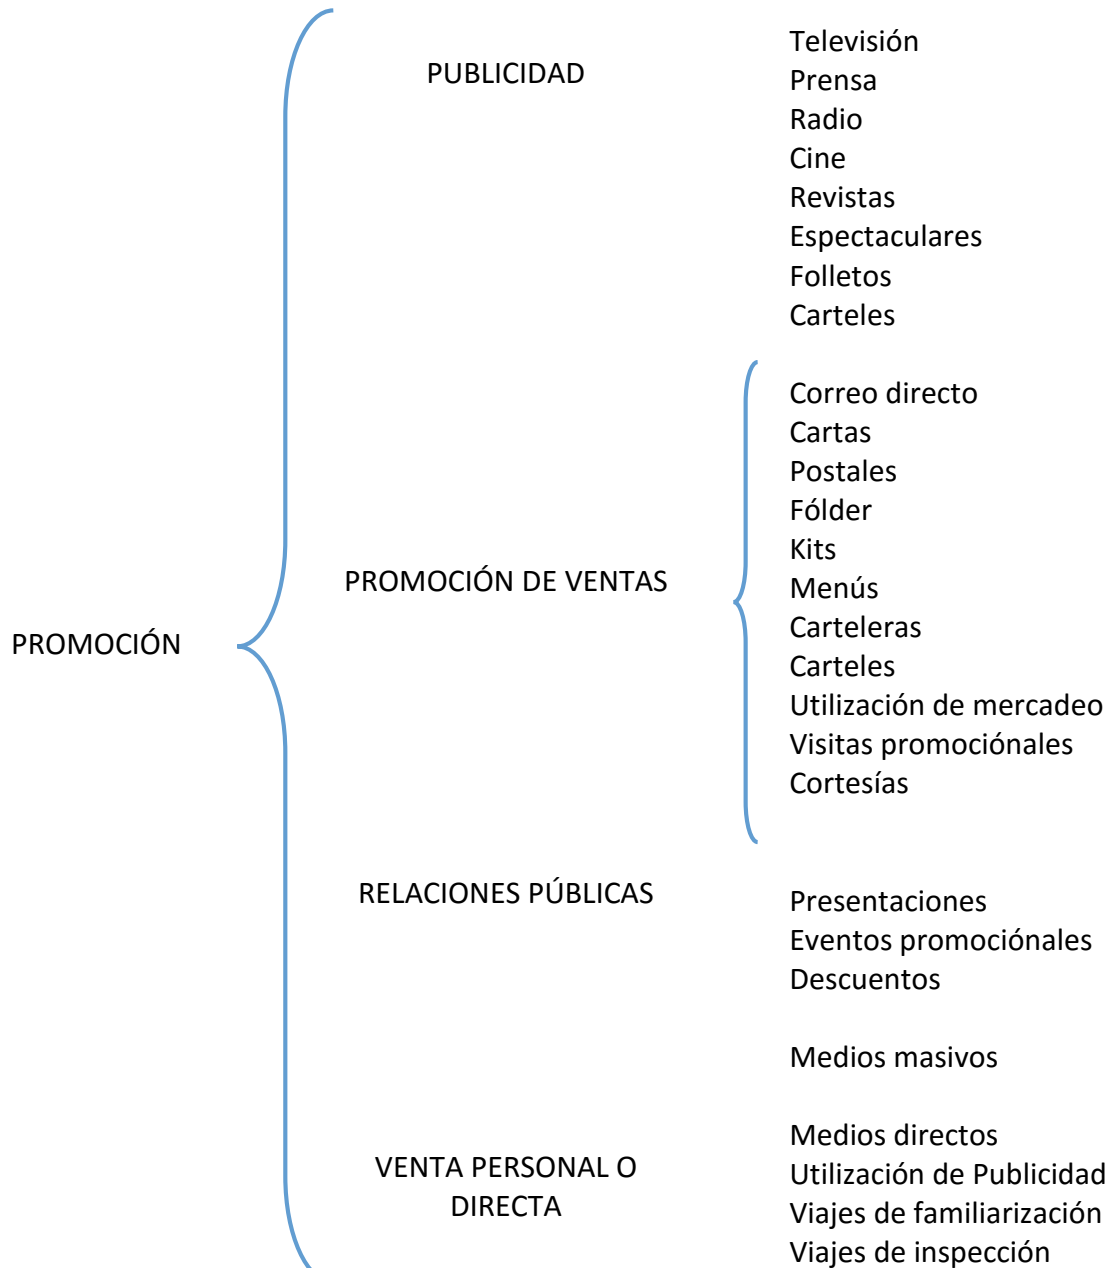 PROMOCIÓN
PUBLICIDAD
Televisión
Prensa
Radio
Cine
Revistas
Espectaculares
Folletos
Carteles
PROMOCIÓN DE VENTAS
Correo directo
Cartas
Postales
Fólder
Kits
Menús
Carteleras
Carteles
Utilización de mercadeo
Visitas promociónales
Cortesías
RELACIONES PÚBLICAS
Presentaciones
Eventos promociónales
Descuentos
Medios masivos
VENTA PERSONAL O
DIRECTA
Medios directos
Utilización de Publicidad
Viajes de familiarización
Viajes de inspección